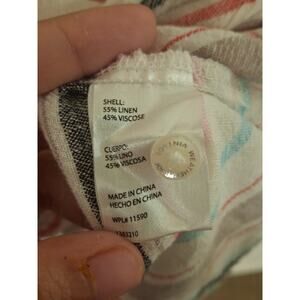 SHELL:
55% LINEN
45% VISCOSE
CUERPO:
55% LINO
45% VISCOSA
MADE IN CHINA
HECHO EN CHINA
WPL# 11590